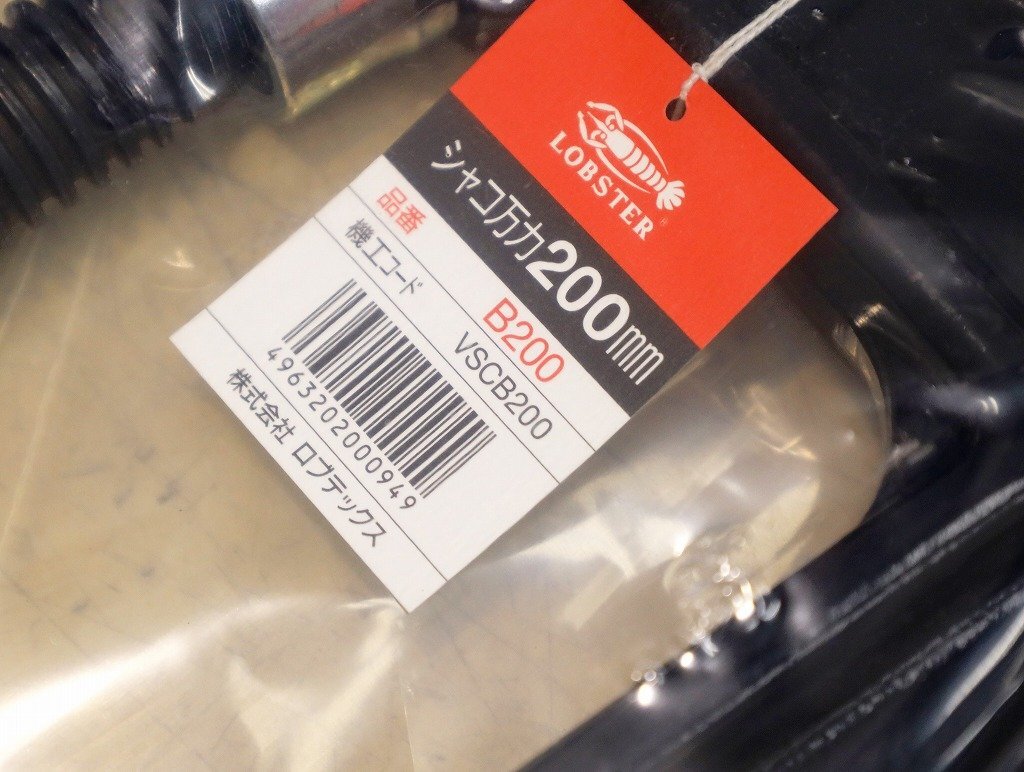 LOBSTER
シャコ万力200mm
品番 B200
機工コード VSCB200
4963202000949
株式会社 ロブテックス